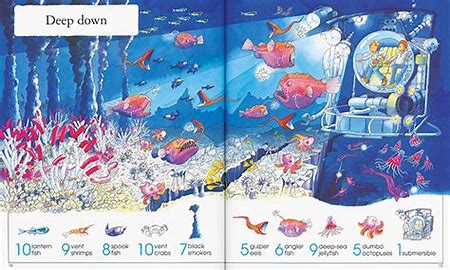 Deep down
10 lantern fish
9 vent shrimps
8 spook fish
10 vent crabs
7 black smokers
5 gulper eels
6 angler fish
9 deep-sea jellyfish
5 dumbo octopuses
1 submersible